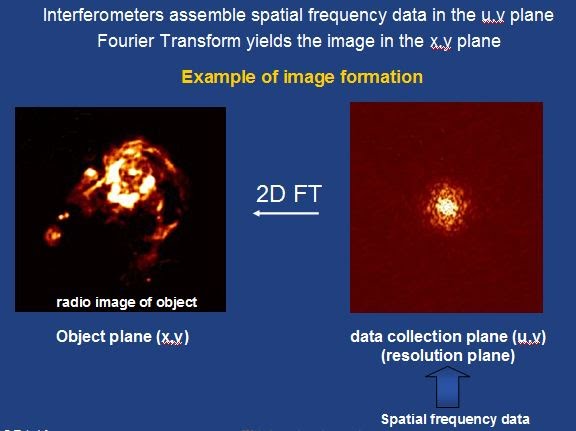 Interferometers assemble spatial frequency data in the u,v plane
Fourier Transform yields the image in the x,y plane
Example of image formation
2D FT
radio image of object
Object plane (x,y)
data collection plane (u,v)
(resolution plane)
Spatial frequency data